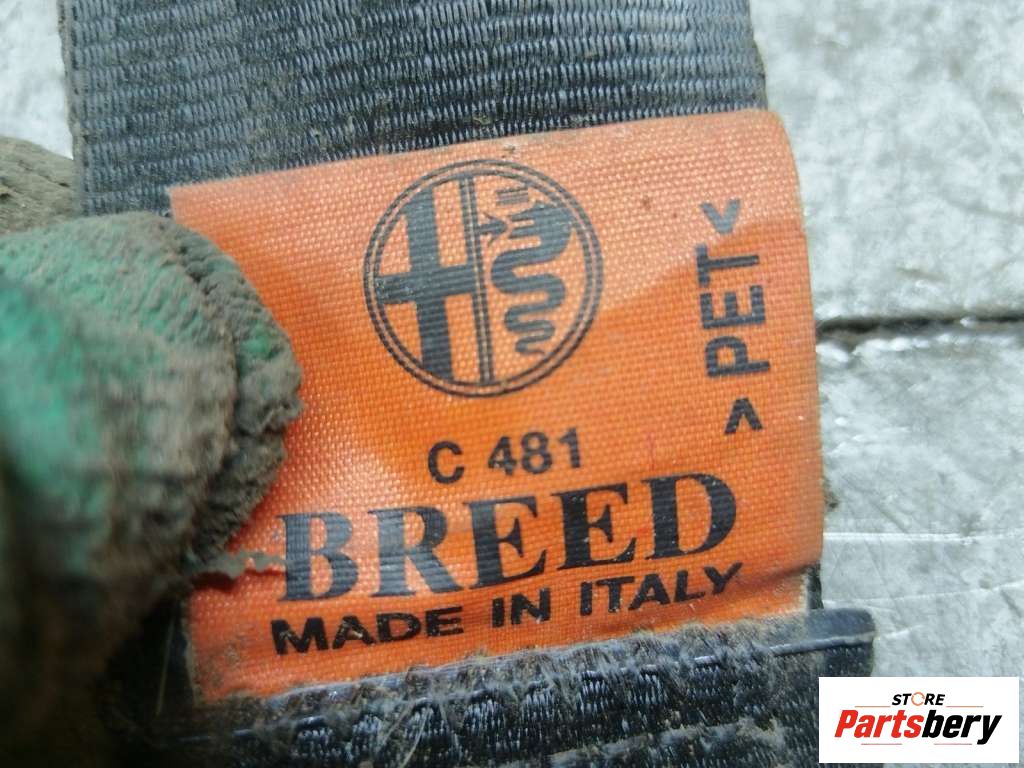 C 481
BREED
MADE IN ITALY
>PET<
STORE
Partsbery